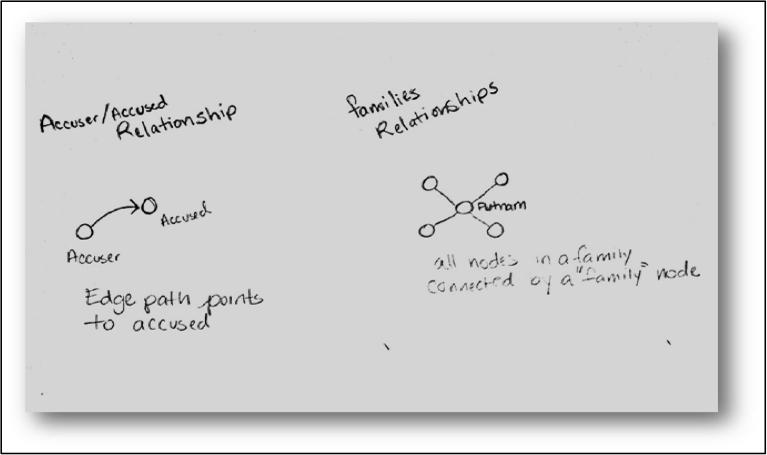 Accuser/Accused
Relationship
Accused
Accuser
Edge path points
to accused
families
Relationships
Putnam
all nodes in a family
connected by a "family" node